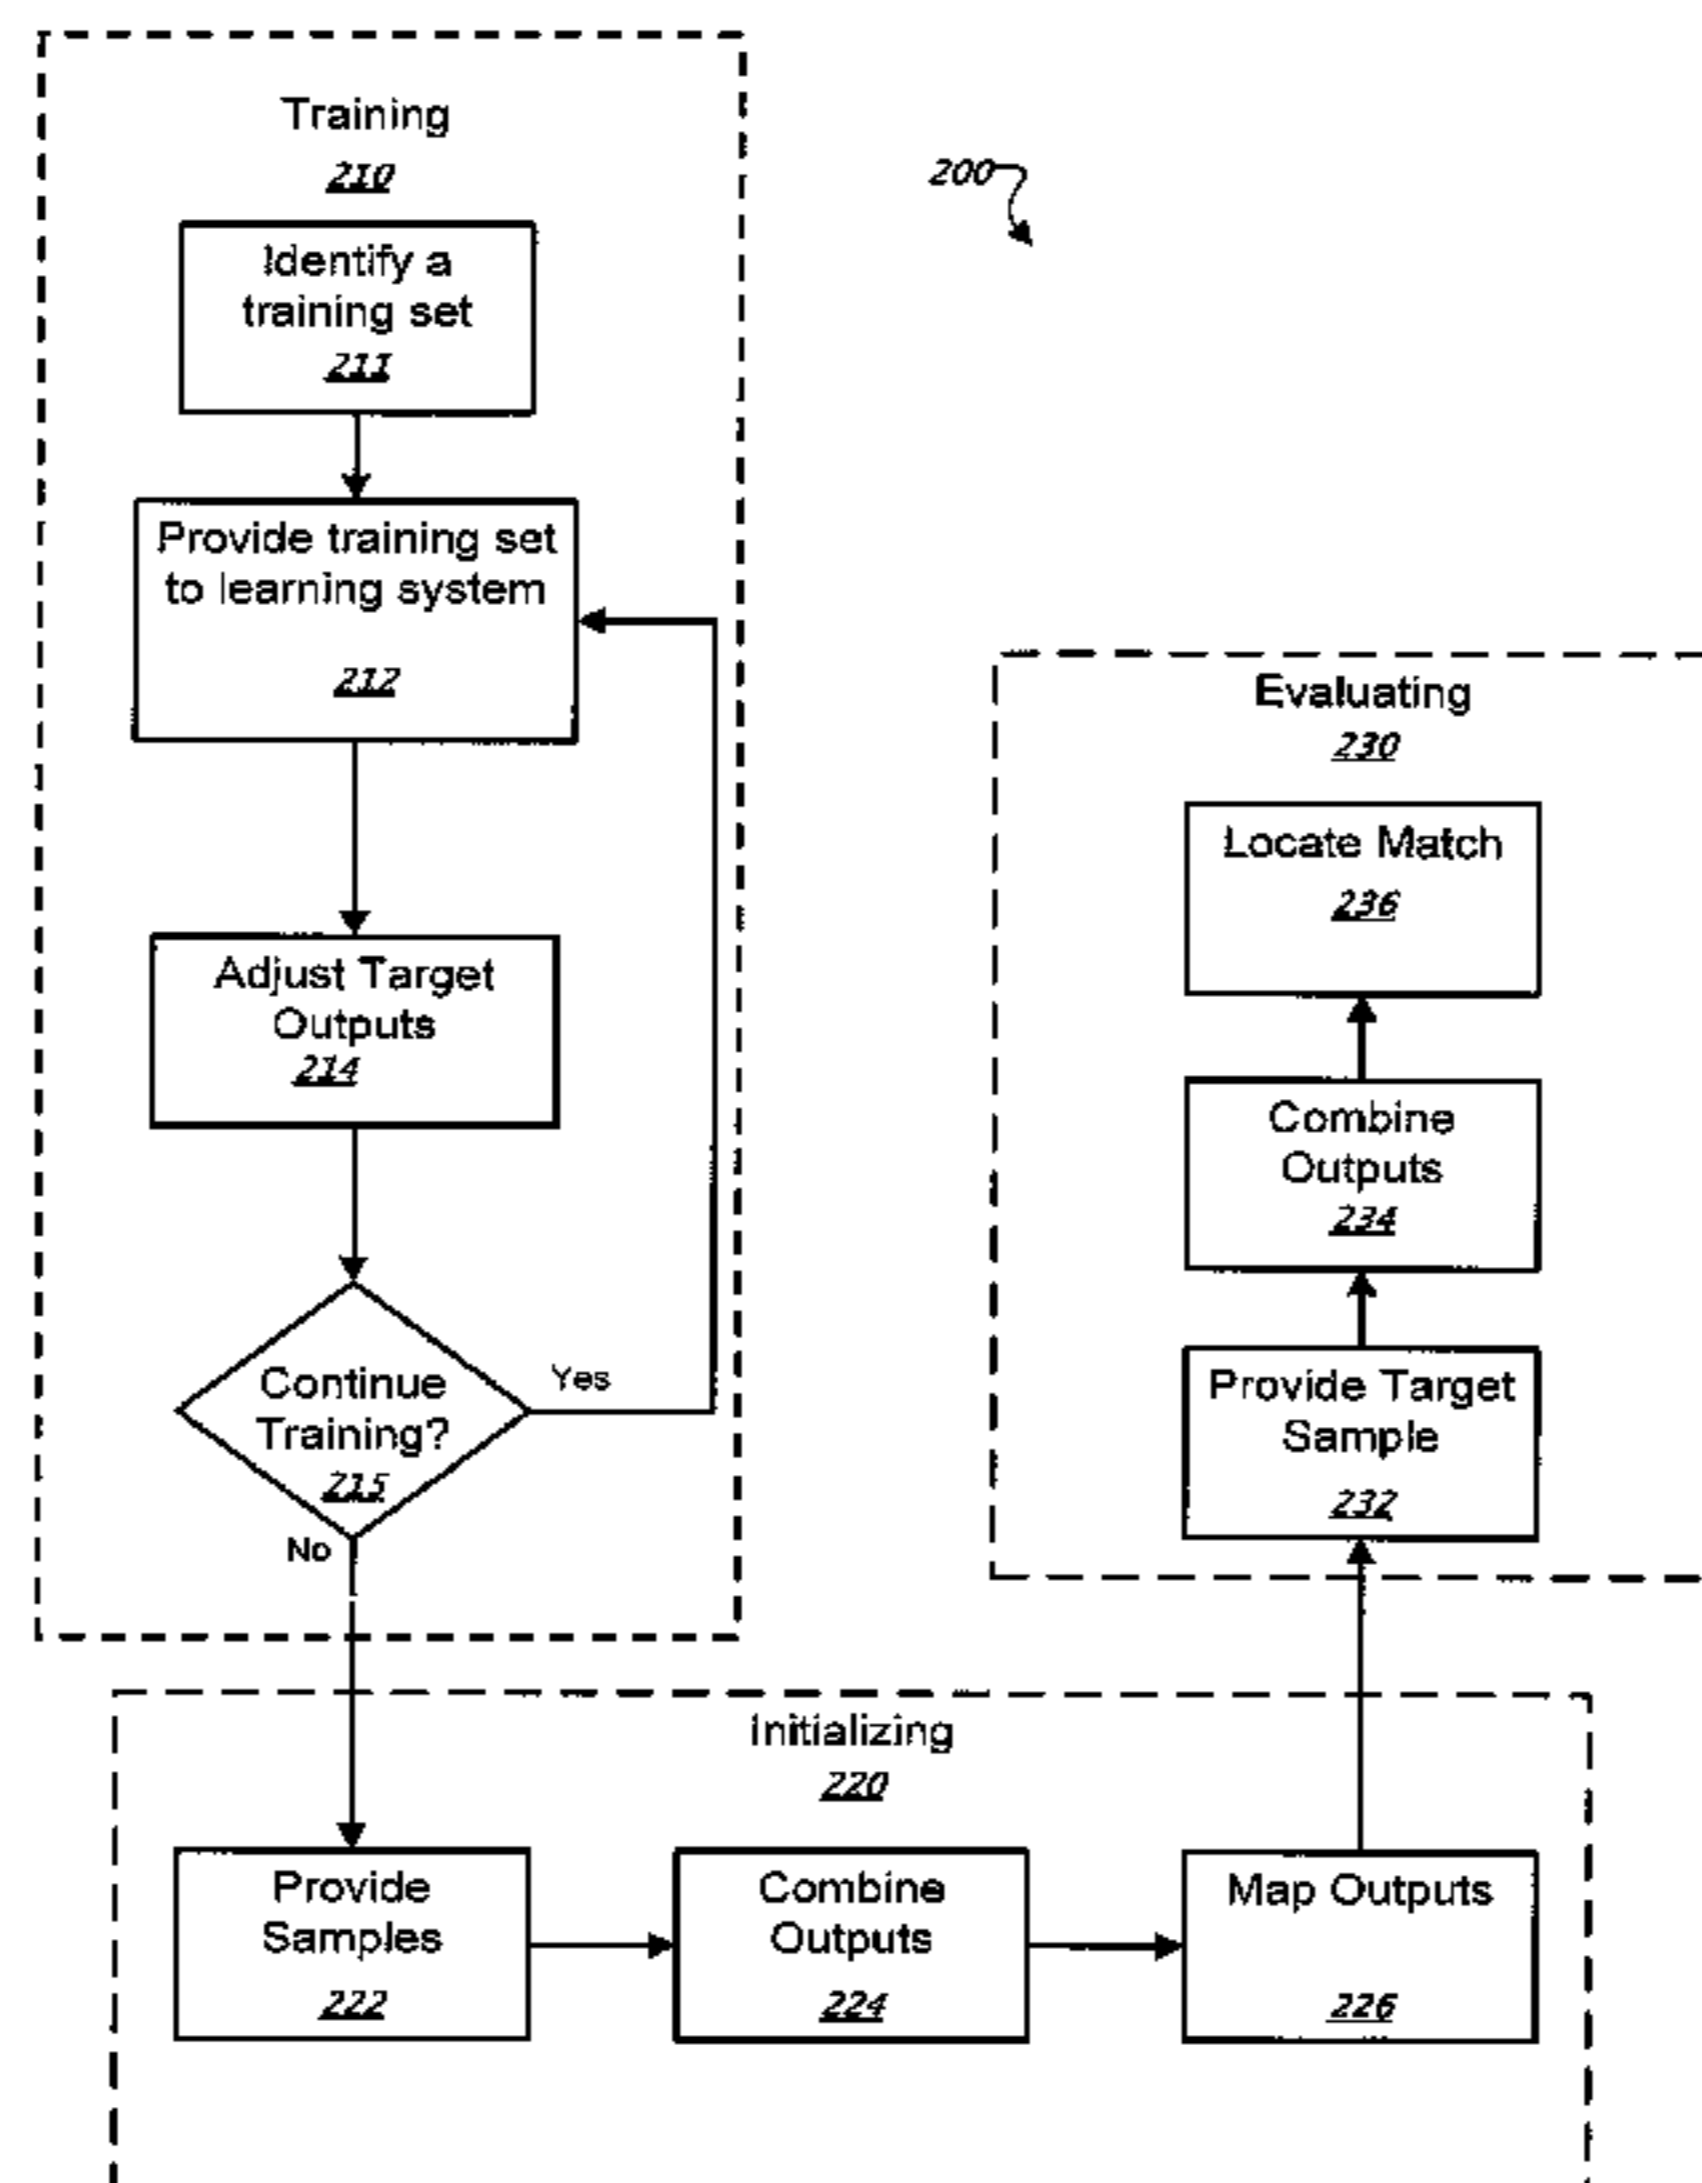 Training
210
Identify a
training set
211
Provide training set
to learning system
212
Adjust Target
Outputs
214
Continue
Training?
215
Yes
No
200
Evaluating
230
Locate Match
236
Combine
Outputs
234
Provide Target
Sample
232
Initializing
220
Provide
Samples
222
Combine
Outputs
224
Map Outputs
226